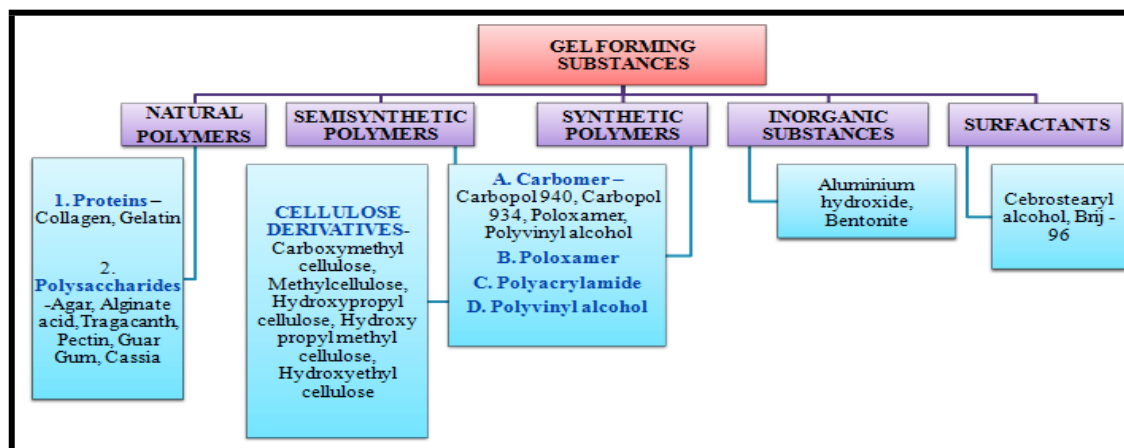 GEL FORMING
SUBSTANCES
NATURAL
POLYMERS
SEMISYNTHETIC
POLYMERS
SYNTHETIC
POLYMERS
INORGANIC
SUBSTANCES
SURFACTANTS
1. Proteins –
Collagen, Gelatin
2.
Polysaccharides
-Agar, Alginate
acid,Tragacanth,
Pectin, Guar
Gum, Cassia
CELLULOSE
DERIVATIVES-
Carboxymethyl
cellulose,
Methylcellulose,
Hydroxypropyl
cellulose, Hydroxy
propyl methyl
cellulose,
Hydroxyethyl
cellulose
A. Carbomer –
Carbopol 940, Carbopol
934, Poloxamer,
Polyvinyl alcohol
B. Poloxamer
C. Polyacrylamide
D. Polyvinyl alcohol
Aluminium
hydroxide,
Bentonite
Cebrostearyl
alcohol, Brij -
96